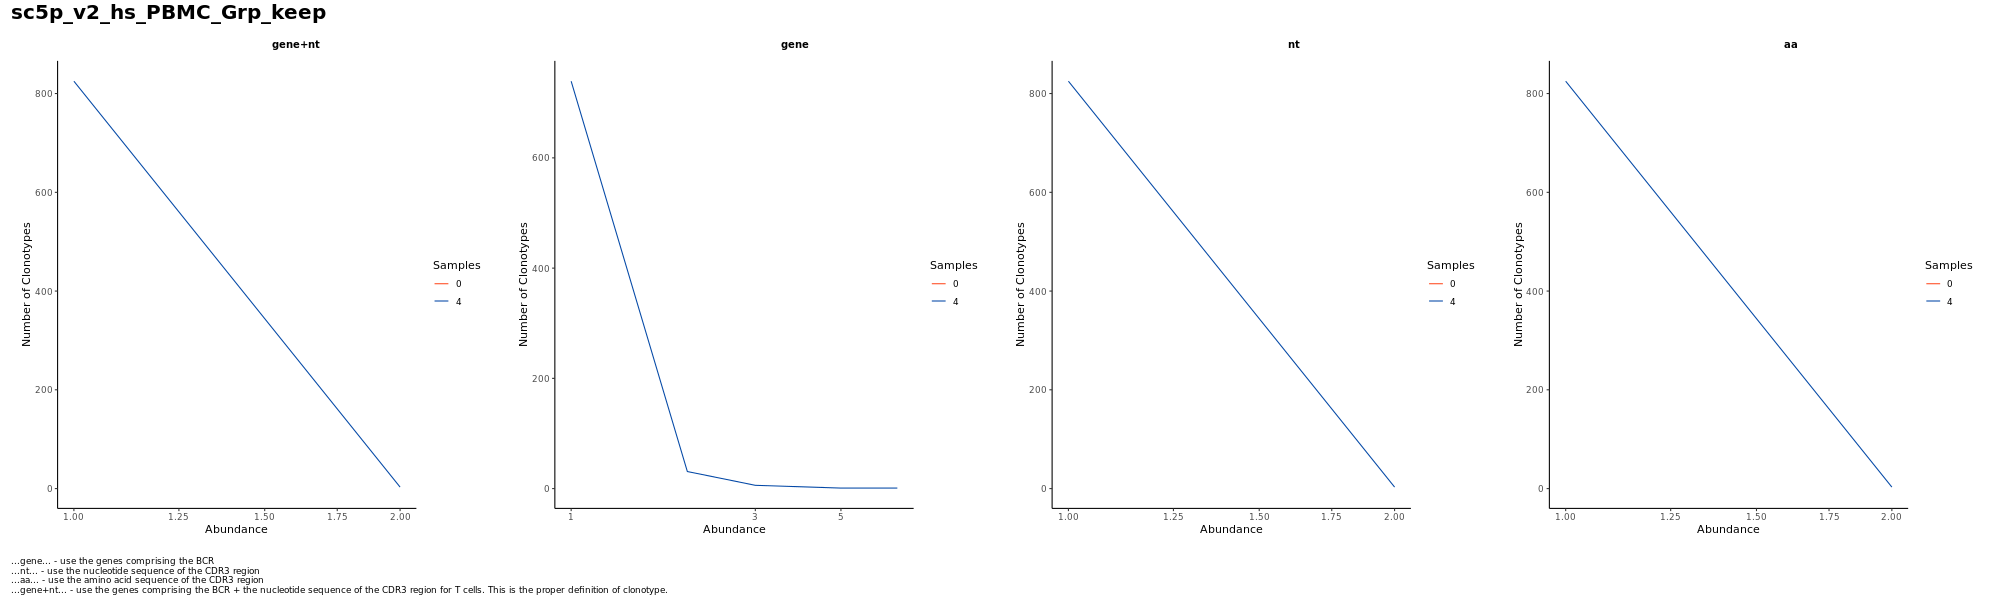 sc5p_v2_hs_PBMC_Grp_keep
gene+nt
gene
nt
aa
800
600
400
200
0
1.00
1.25
1.50
1.75
2.00
Abundance
Number of Clonotypes
Samples
0
4
600
400
200
0
1
3
5
Abundance
Number of Clonotypes
Samples
0
4
800
600
400
200
0
1.00
1.25
1.50
1.75
2.00
Abundance
Number of Clonotypes
Samples
0
4
800
600
400
200
0
1.00
1.25
1.50
1.75
2.00
Abundance
Number of Clonotypes
Samples
0
4
...gene... - use the genes comprising the BCR
...nt... - use the nucleotide sequence of the CDR3 region
...aa... - use the amino acid sequence of the CDR3 region
...gene+nt... - use the genes comprising the BCR + the nucleotide sequence of the CDR3 region for T cells. This is the proper definition of clonotype.